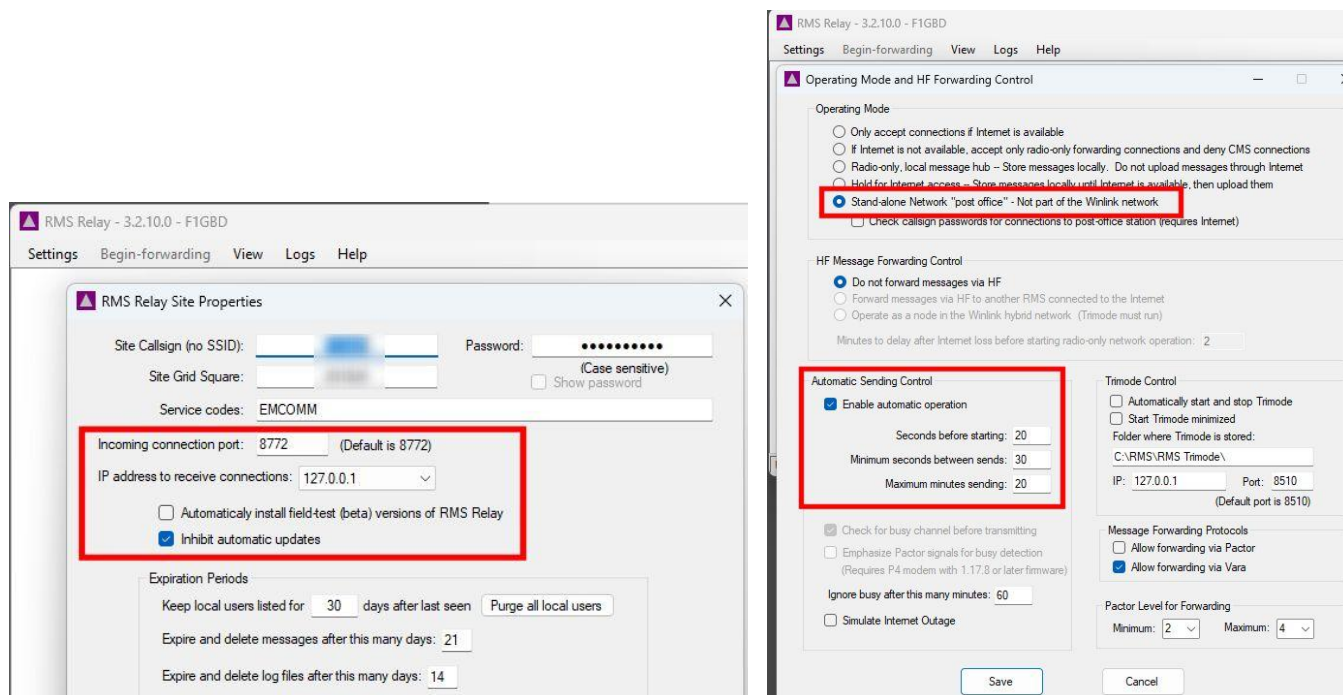 RMS Relay - 3.2.10.0 - F1GBD
Settings Begin-forwarding View Logs Help
RMS Relay Site Properties
Site Callsign (no SSID):
Password: ●●●●●●●●●●
(Case sensitive)
Site Grid Square:
Show password
Service codes: EMCOMM
Incoming connection port: 8772 (Default is 8772)
IP address to receive connections: 127.0.0.1
Automaticaly install field-test (beta) versions of RMS Relay
Inhibit automatic updates
Expiration Periods
Keep local users listed for 30 days after last seen Purge all local users
Expire and delete messages after this many days: 21
Expire and delete log files after this many days: 14
RMS Relay - 3.2.10.0 - F1GBD
Settings Begin-forwarding View Logs Help
Operating Mode and HF Forwarding Control
Operating Mode
Only accept connections if Internet is available
If Internet is not available, accept only radio-only forwarding connections and deny CMS connections
Radio-only, local message hub -- Store messages locally. Do not upload messages through Internet
Hold for Internet access -- Store messages locally until Internet is available, then upload them
Stand-alone Network "post office" - Not part of the Winlink network
Check callsign passwords for connections to post-office station (requires Internet)
HF Message Forwarding Control
Do not forward messages via HF
Forward messages via HF to another RMS connected to the Internet
Operate as a node in the Winlink hybrid network (Trimode must run)
Minutes to delay after Internet loss before starting radio-only network operation: 2
Automatic Sending Control
Enable automatic operation
Seconds before starting: 20
Minimum seconds between sends: 30
Maximum minutes sending: 20
Check for busy channel before transmitting
Emphasize Pactor signals for busy detection
(Requires P4 modem with 1.17.8 or later firmware)
Ignore busy after this many minutes: 60
Simulate Internet Outage
Trimode Control
Automatically start and stop Trimode
Start Trimode minimized
Folder where Trimode is stored:
C:\RMS\RMS Trimode\
IP: 127.0.0.1 Port: 8510
(Default port is 8510)
Message Forwarding Protocols
Allow forwarding via Pactor
Allow forwarding via Vara
Pactor Level for Forwarding
Minimum: 2 Maximum: 4
Save Cancel